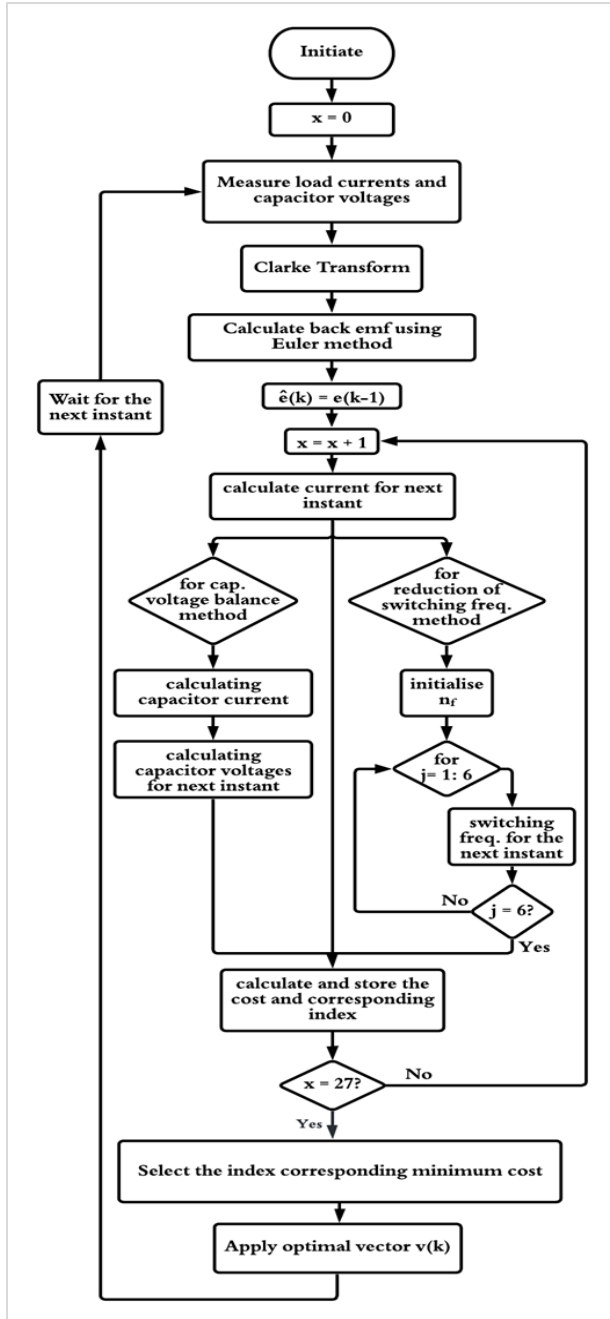 Initiate
x = 0
Measure load currents and
capacitor voltages
Clarke Transform
Calculate back emf using
Euler method
Wait for the
next instant
ê(k) = e(k-1)
x = x + 1
calculate current for next
instant
for cap.
voltage balance
method
for
reduction of
switching freq.
method
calculating
capacitor current
initialise
n_f
calculating
capacitor voltages
for next instant
for
j= 1: 6
switching
freq. for the
next instant
No
j = 6?
Yes
calculate and store the
cost and corresponding
index
x = 27?
No
Yes
Select the index corresponding minimum cost
Apply optimal vector v(k)